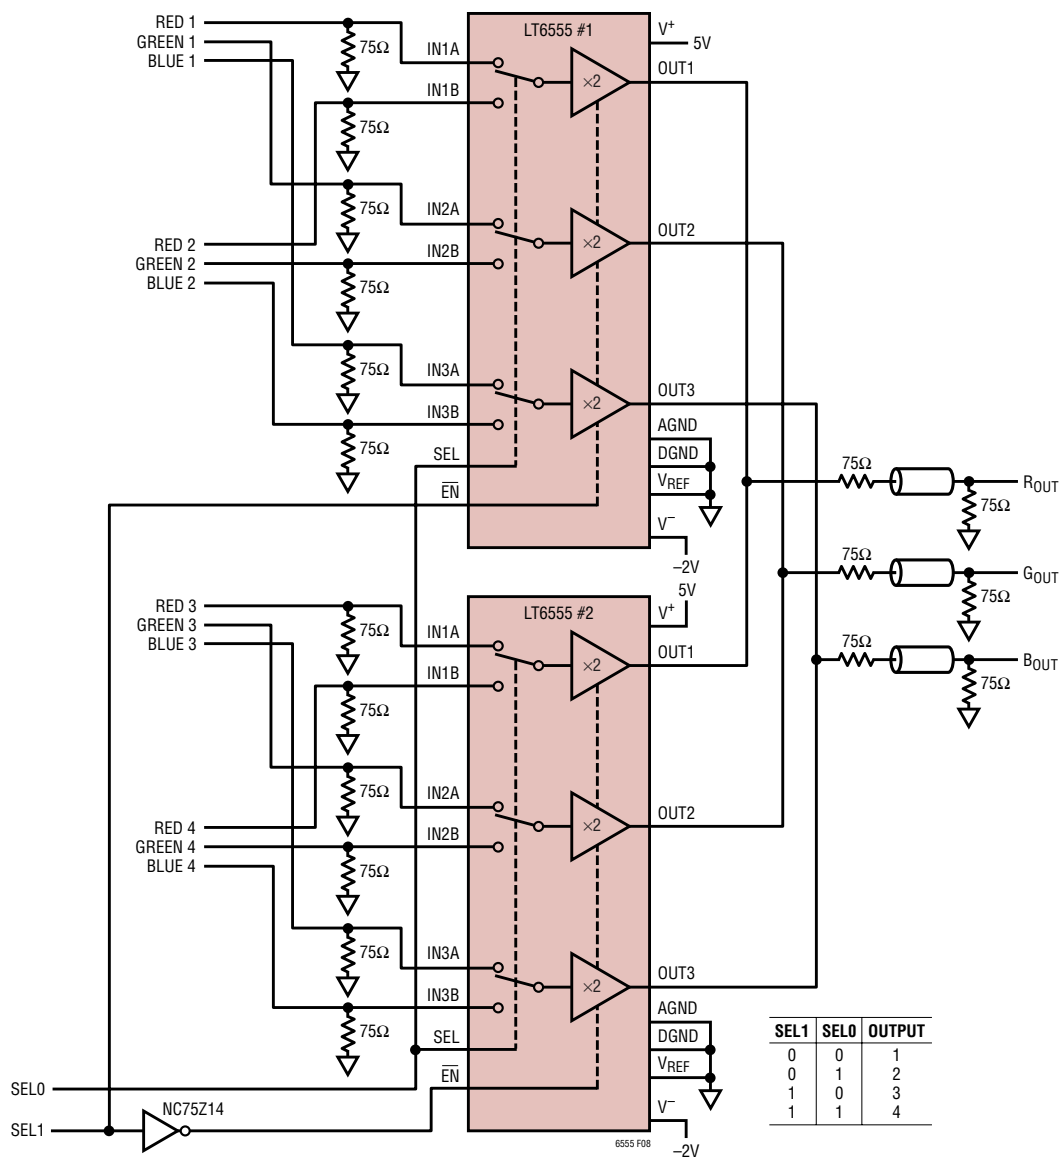 RED 1
GREEN 1
BLUE 1
75Ω
IN1A
IN1B
75Ω
75Ω
IN2A
RED 2
GREEN 2
BLUE 2
IN2B
75Ω
75Ω
IN3A
IN3B
75Ω
SEL
EN
LT6555 #1
×2
×2
×2
V+
5V
OUT1
OUT2
OUT3
AGND
DGND
VREF
V−
–2V
75Ω
ROUT
75Ω
75Ω
GOUT
75Ω
75Ω
BOUT
75Ω
RED 3
GREEN 3
BLUE 3
75Ω
IN1A
IN1B
75Ω
75Ω
IN2A
RED 4
GREEN 4
BLUE 4
IN2B
75Ω
75Ω
IN3A
IN3B
75Ω
SEL
EN
LT6555 #2
×2
×2
×2
5V
V+
OUT1
OUT2
OUT3
AGND
DGND
VREF
V−
–2V
SEL0
SEL1
NC75Z14
6555 F08
SEL1 SEL0 OUTPUT
0 0 1
0 1 2
1 0 3
1 1 4